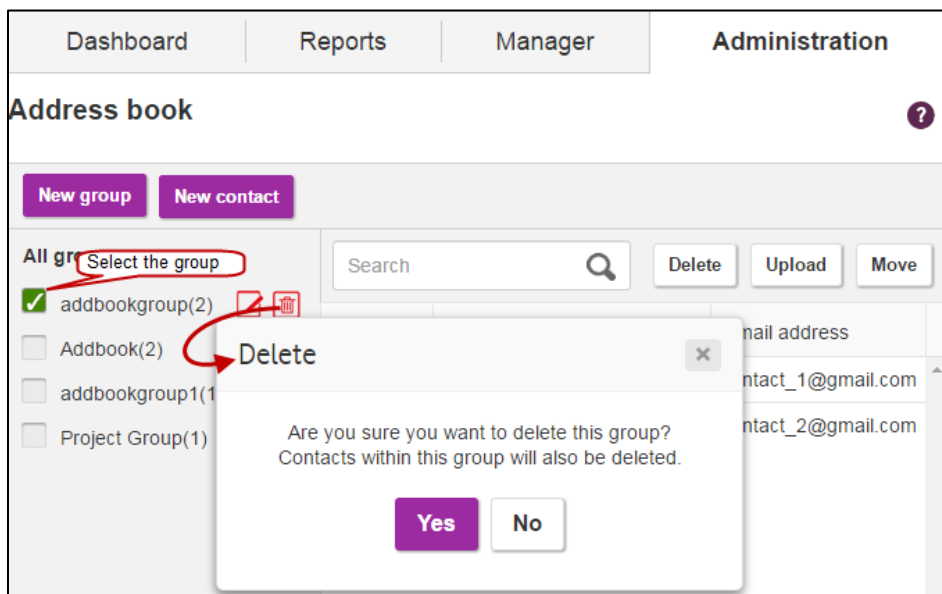 Dashboard Reports Manager Administration
Address book
?
New group New contact
All gro
Select the group
Search Delete Upload Move
addbookgroup(2)
Addbook(2)
addbookgroup1(1
Project Group(1)
mail address
ntact_1@gmail.com
ntact_2@gmail.com
Delete ×
Are you sure you want to delete this group?
Contacts within this group will also be deleted.
Yes No